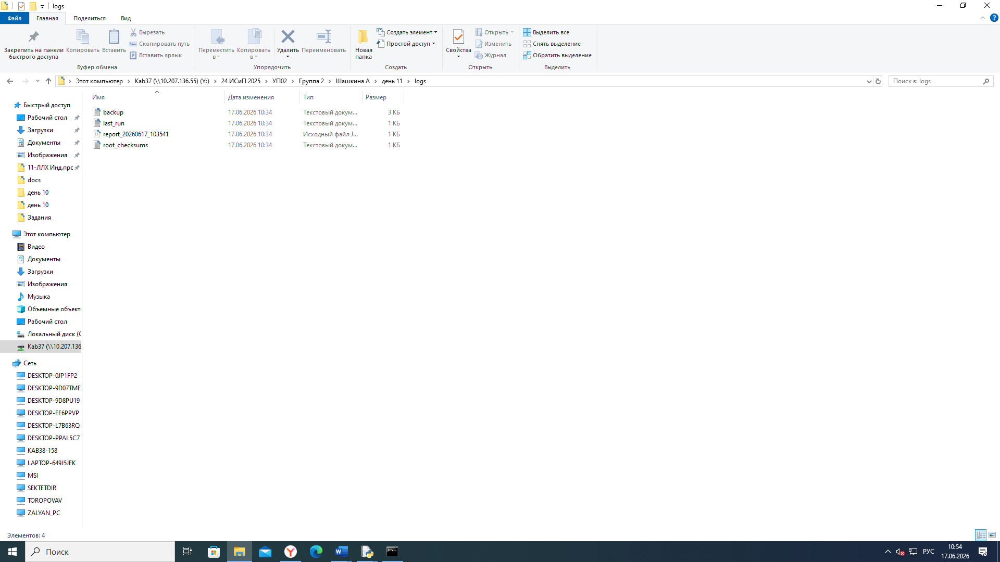 logs
Файл
Главная
Поделиться
Вид
Закрепить на панели
быстрого доступа
Копировать
Вставить
Вырезать
Скопировать путь
Вставить ярлык
Буфер обмена
Переместить
в
Копировать
в
Удалить
Переименовать
Упорядочить
Новая
папка
Создать элемент
Простой доступ
Создать
Свойства
Открыть
Изменить
Журнал
Открыть
Выделить все
Снять выделение
Обратить выделение
Выделить
Этот компьютер
Kab37 (\\10.207.136.55) (Y:)
24 ИСиП 2025
УП02
Группа 2
Шашкина А
день 11
logs
Поиск в: logs
Имя
Дата изменения
Тип
Размер
backup 17.06.2026 10:34 Текстовый докум... 3 КБ
last_run 17.06.2026 10:34 Текстовый докум... 1 КБ
report_20260617_103541 17.06.2026 10:34 Исходный файл J... 1 КБ
root_checksums 17.06.2026 10:34 Текстовый докум... 1 КБ
Быстрый доступ
Рабочий стол
Загрузки
Документы
Изображения
11-ЛЛХ Инд.прс
docs
день 10
день 10
Задания
Этот компьютер
Видео
Документы
Загрузки
Изображения
Музыка
Объемные объекты
Рабочий стол
Локальный диск (C
Kab37 (\\10.207.136
Сеть
DESKTOP-0JP1FP2
DESKTOP-9D07TME
DESKTOP-9D8PU19
DESKTOP-EE6PPVP
DESKTOP-L7B63RQ
DESKTOP-PPAL5C7
KAB38-158
LAPTOP-649J5JFK
MSI
SEKTETDIR
TOROPOVAV
ZALYAN_PC
Элементов: 4
Поиск
РУС
10:54
17.06.2026